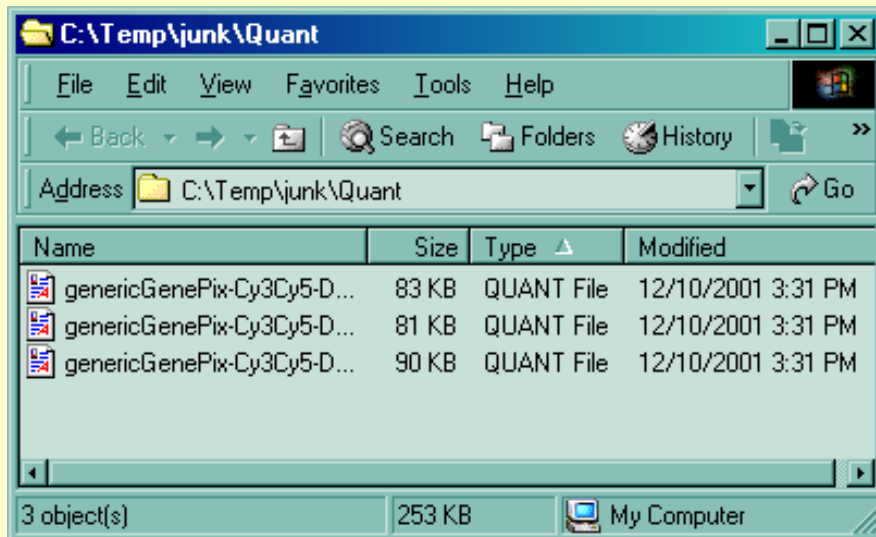 C:\Temp\junk\Quant
File Edit View Favorites Tools Help
Back Search Folders History »
Address C:\Temp\junk\Quant Go
Name Size Type Modified
genericGenePix-Cy3Cy5-D... 83 KB QUANT File 12/10/2001 3:31 PM
genericGenePix-Cy3Cy5-D... 81 KB QUANT File 12/10/2001 3:31 PM
genericGenePix-Cy3Cy5-D... 90 KB QUANT File 12/10/2001 3:31 PM
3 object(s) 253 KB My Computer